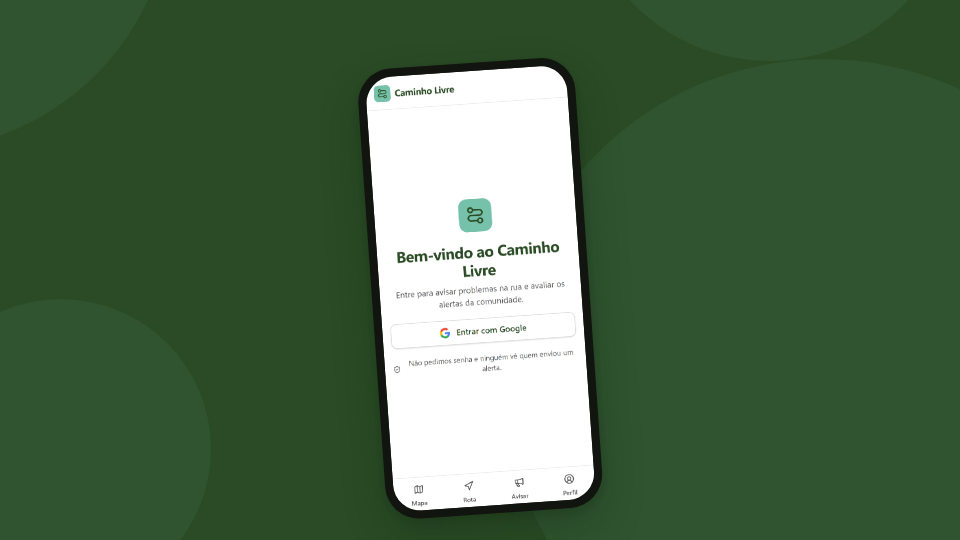 Caminho Livre
Bem-vindo ao Caminho
Livre
Entre para avisar problemas na rua e avaliar os
alertas da comunidade.
Entrar com Google
Não pedimos senha e ninguém vê quem enviou um
alerta.
Mapa
Rota
Avisar
Perfil